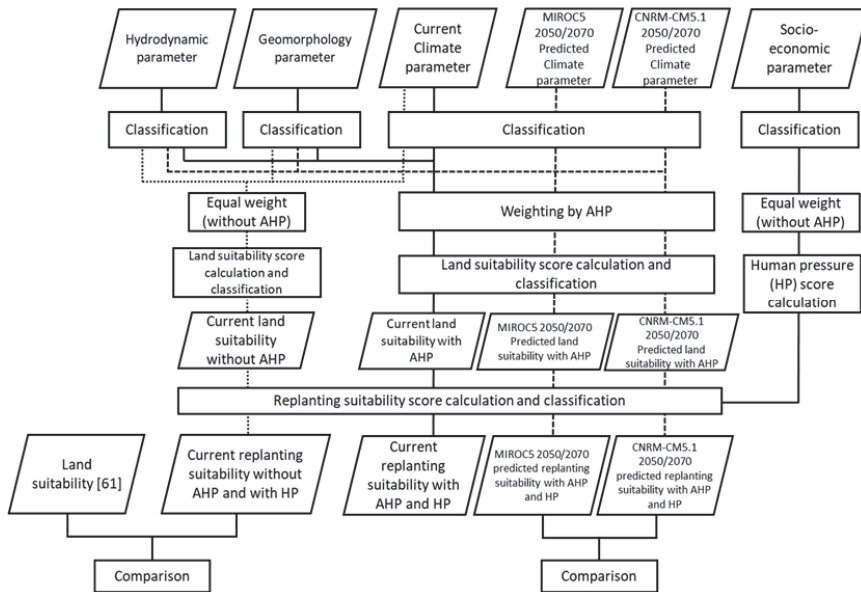 Hydrodynamic
parameter
Geomorphology
parameter
Current
Climate
parameter
MIROC5
2050/2070
Predicted
Climate
parameter
CNRM-CM5.1
2050/2070
Predicted
Climate
parameter
Socio-
economic
parameter
Classification
Classification
Classification
Classification
Equal weight
(without AHP)
Weighting by AHP
Equal weight
(without AHP)
Land suitability score
calculation and
classification
Land suitability score calculation and
classification
Human pressure
(HP) score
calculation
Current land
suitability
without AHP
Current land
suitability with
AHP
MIROC5 2050/2070
Predicted land
suitability with AHP
CNRM-CM5.1
2050/2070
Predicted land
suitability with AHP
Replanting suitability score calculation and classification
Land
suitability [61]
Current replanting
suitability without
AHP and with HP
Current
replanting
suitability with
AHP and HP
MIROC5 2050/2070
predicted replanting
suitability with AHP
and HP
CNRM-CM5.1
2050/2070
predicted replanting
suitability with AHP
and HP
Comparison
Comparison